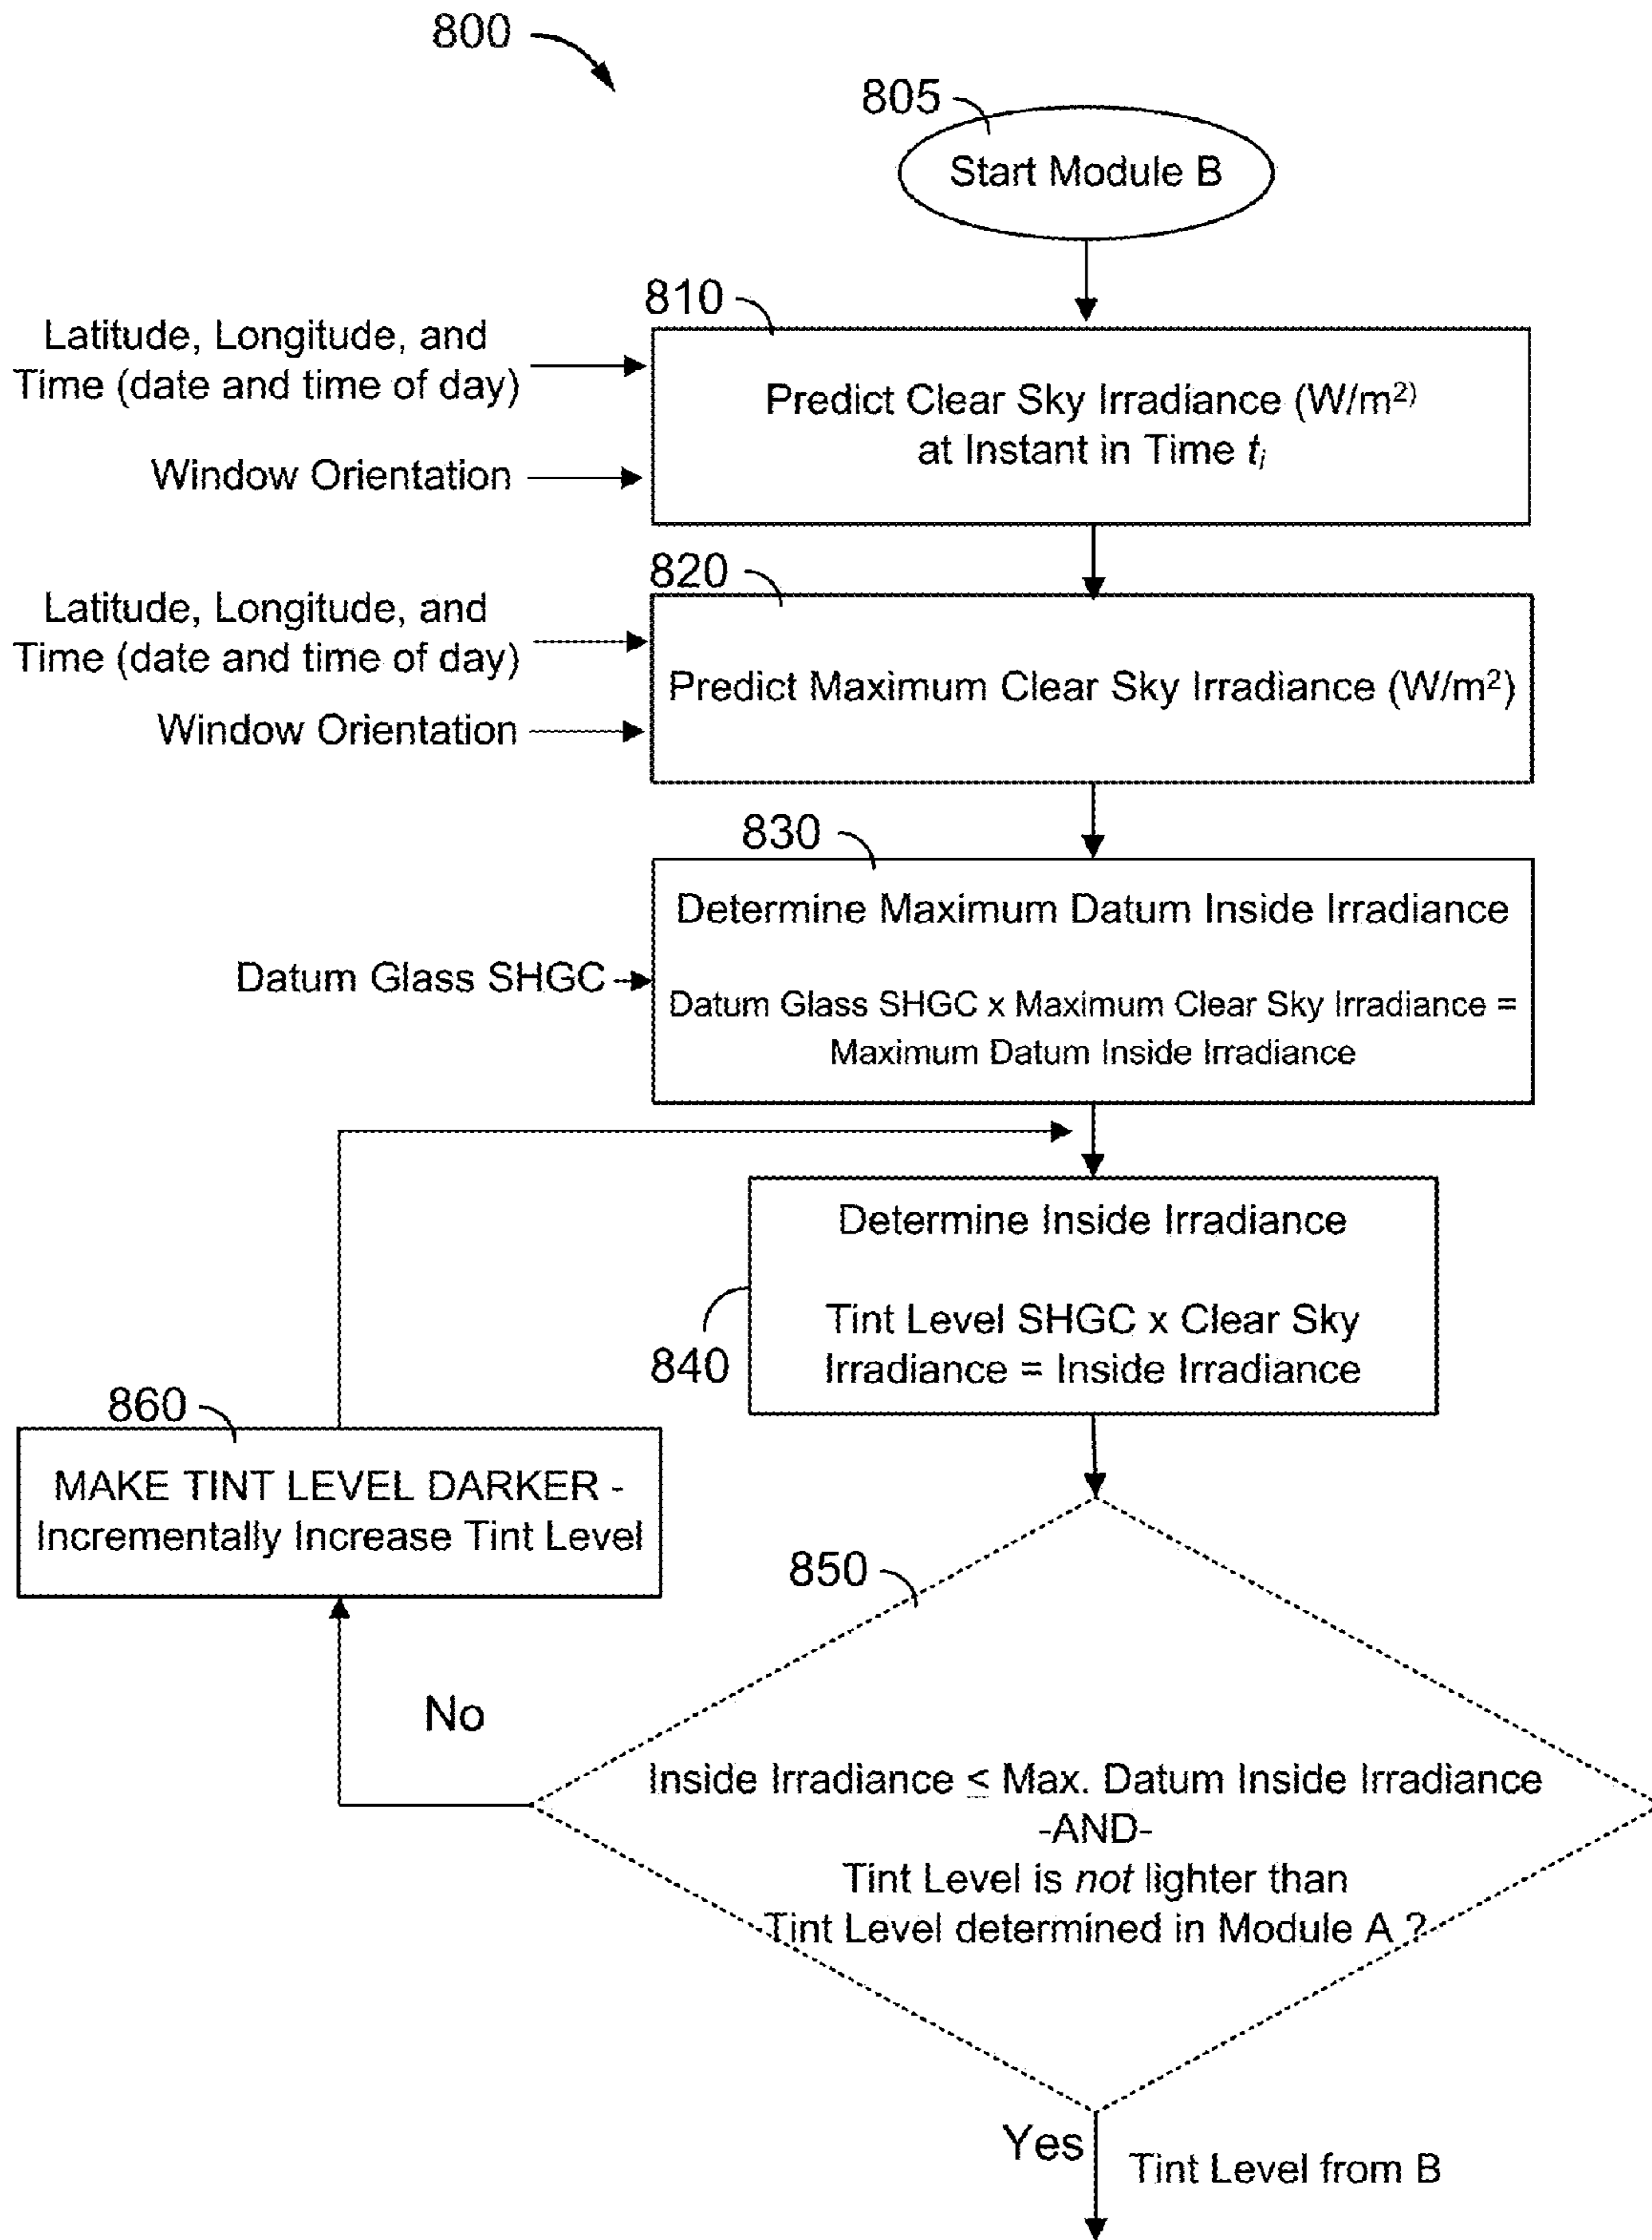 800
805
Start Module B
810
Latitude, Longitude, and
Time (date and time of day)
Window Orientation
Predict Clear Sky Irradiance (W/m²⁾
at Instant in Time tᵢ
820
Latitude, Longitude, and
Time (date and time of day)
Window Orientation
Predict Maximum Clear Sky Irradiance (W/m²)
830
Datum Glass SHGC
Determine Maximum Datum Inside Irradiance
Datum Glass SHGC x Maximum Clear Sky Irradiance =
Maximum Datum Inside Irradiance
840
Determine Inside Irradiance
Tint Level SHGC x Clear Sky
Irradiance = Inside Irradiance
860
MAKE TINT LEVEL DARKER -
Incrementally Increase Tint Level
850
No
Inside Irradiance ≤ Max. Datum Inside Irradiance
-AND-
Tint Level is not lighter than
Tint Level determined in Module A ?
Yes
Tint Level from B